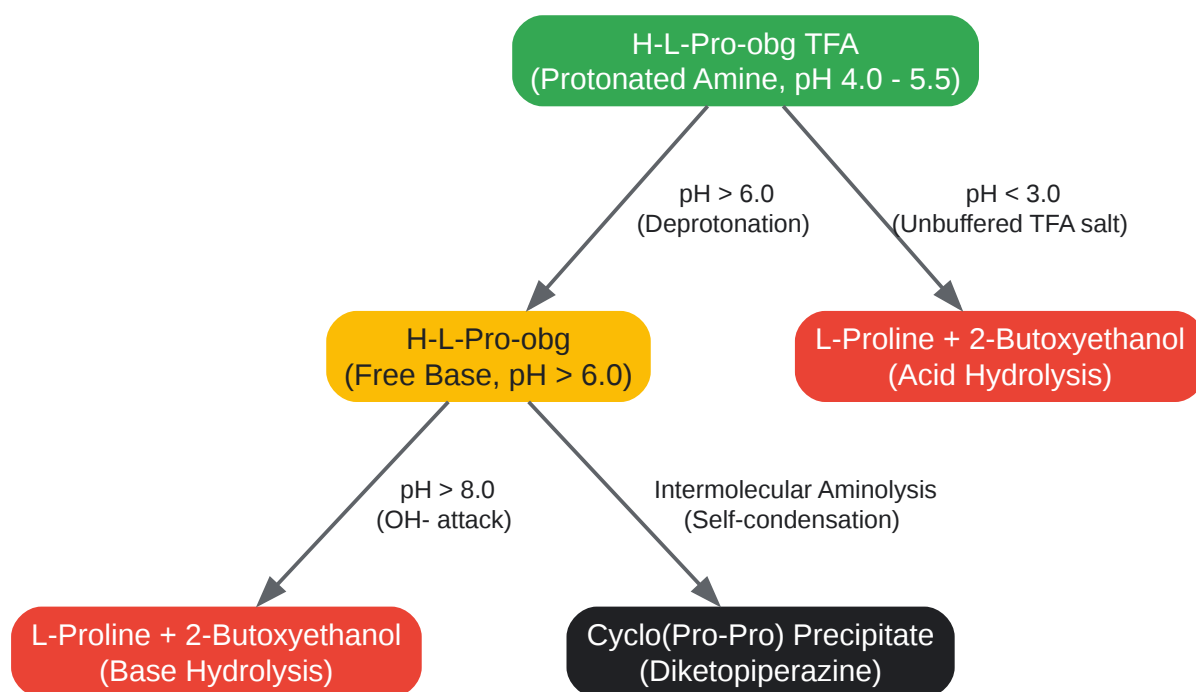 H-L-Pro-obg TFA
(Protonated Amine, pH 4.0 - 5.5)
pH > 6.0
(Deprotonation)
pH < 3.0
(Unbuffered TFA salt)
H-L-Pro-obg
(Free Base, pH > 6.0)
L-Proline + 2-Butoxyethanol
(Acid Hydrolysis)
pH > 8.0
(OH- attack)
Intermolecular Aminolysis
(Self-condensation)
L-Proline + 2-Butoxyethanol
(Base Hydrolysis)
Cyclo(Pro-Pro) Precipitate
(Diketopiperazine)